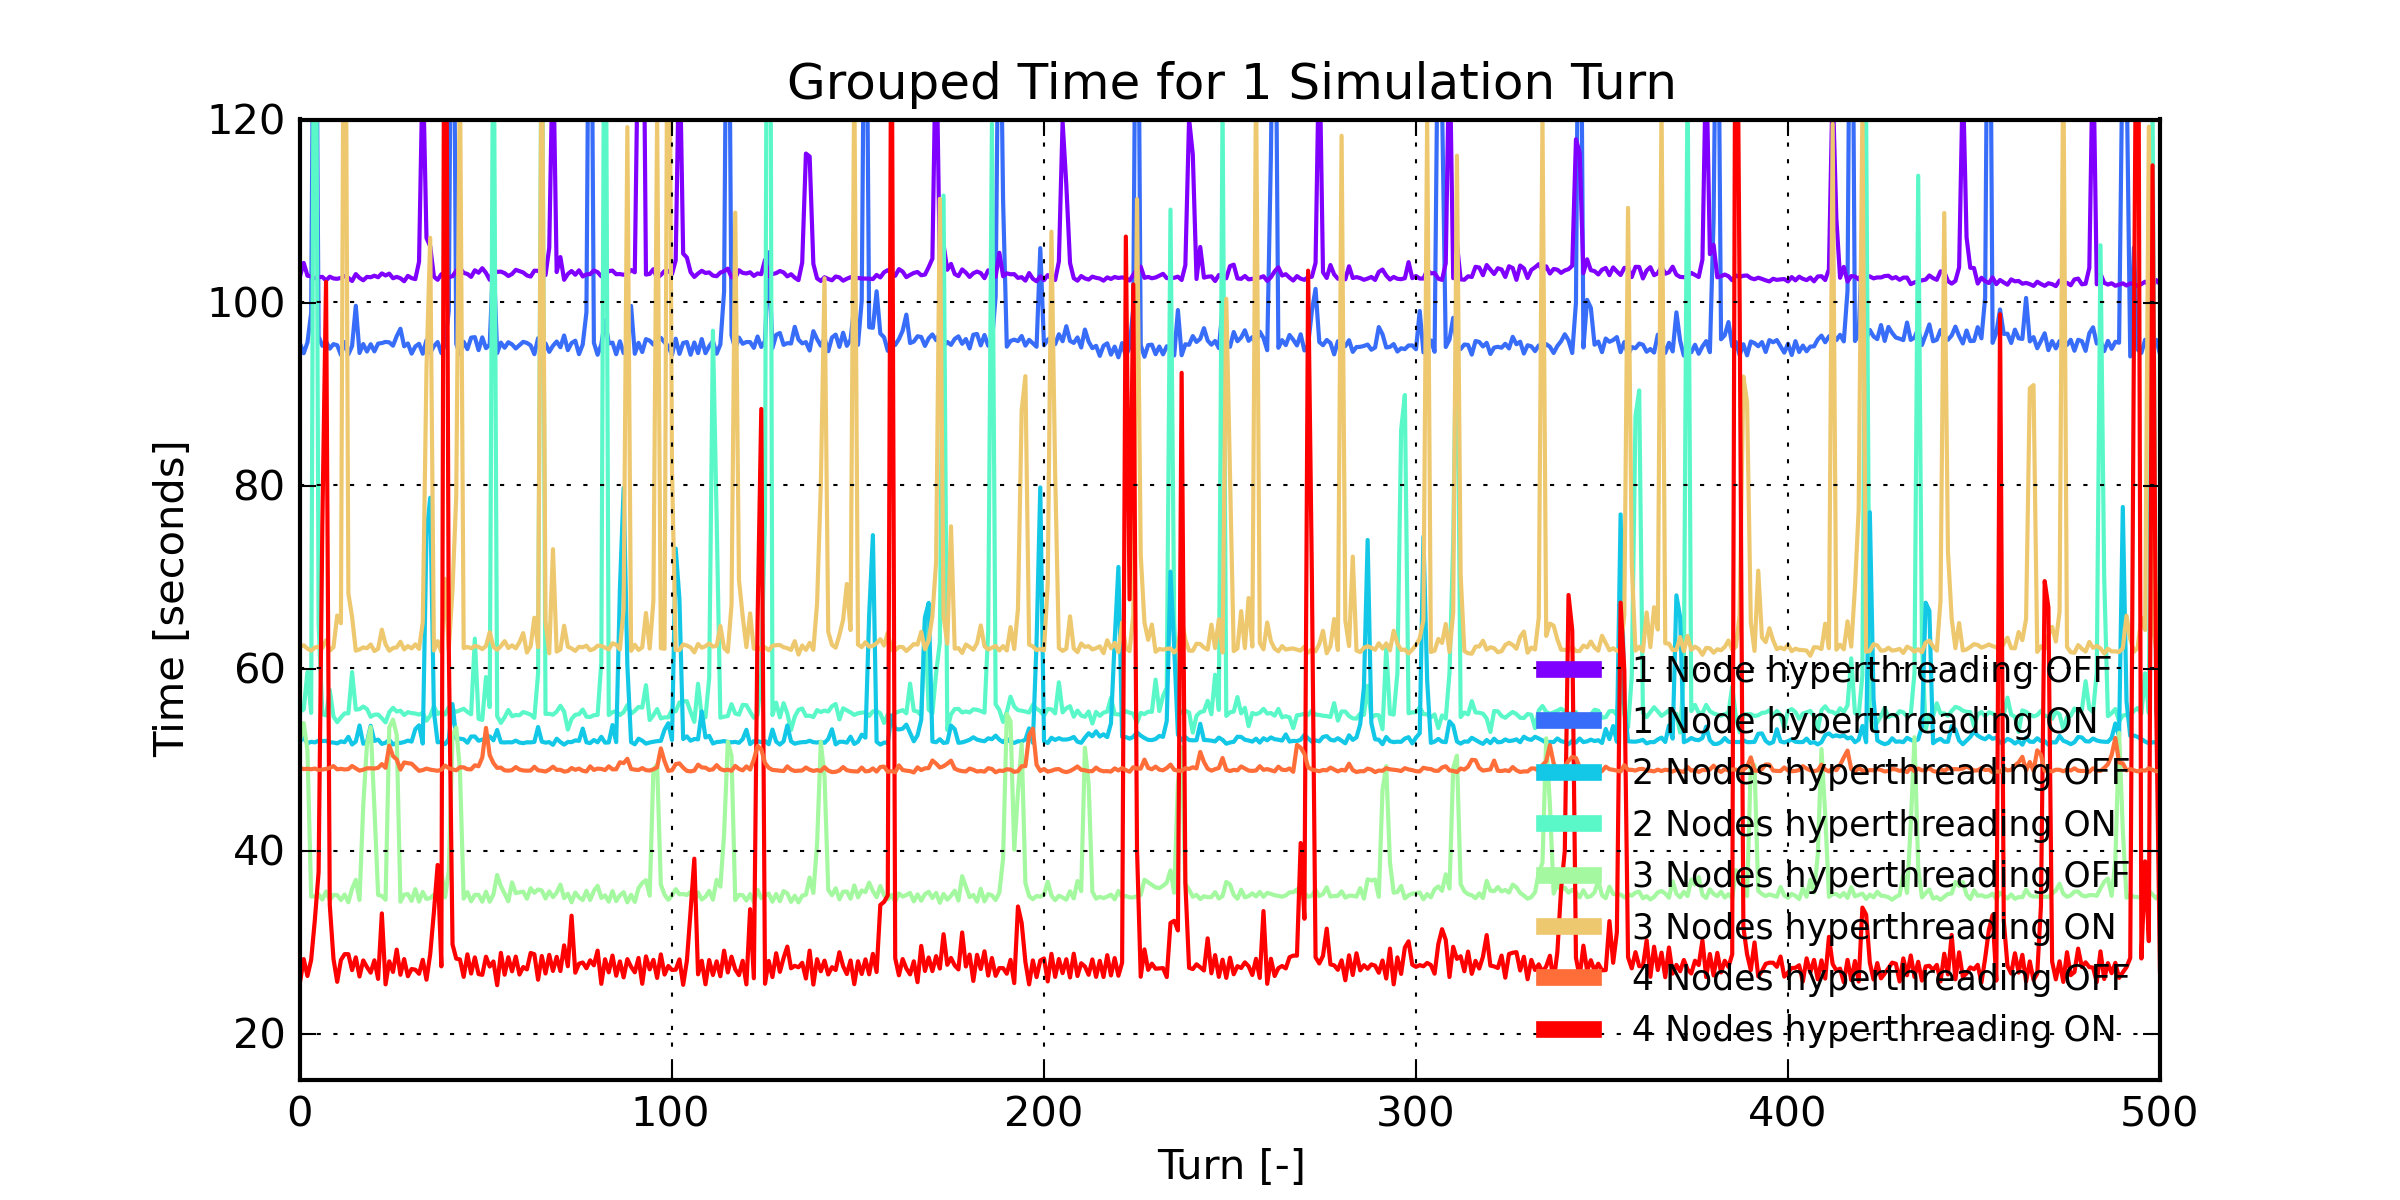 Grouped Time for 1 Simulation Turn
120
100
80
60
40
20
Time [seconds]
1 Node hyperthreading OFF
1 Node hyperthreading ON
2 Nodes hyperthreading OFF
2 Nodes hyperthreading ON
3 Nodes hyperthreading OFF
3 Nodes hyperthreading ON
4 Nodes hyperthreading OFF
4 Nodes hyperthreading ON
0 100 200 300 400 500
Turn [-]